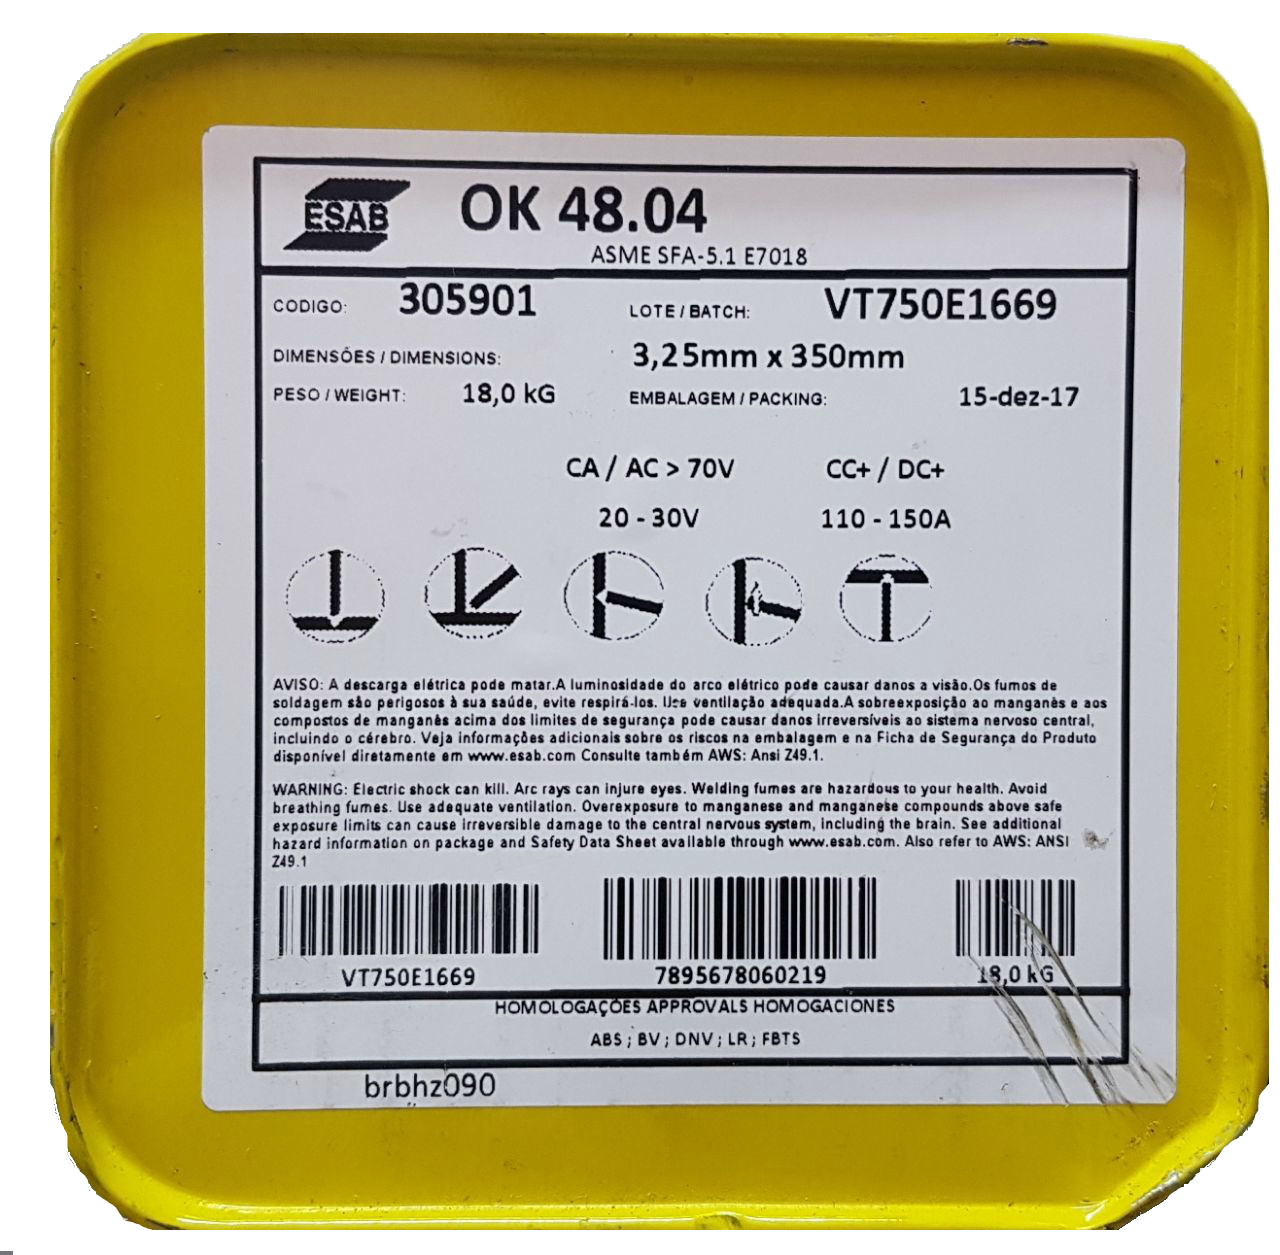 ESAB OK 48.04
ASME SFA-5.1 E7018
CODIGO: 305901 LOTE / BATCH: VT750E1669
DIMENSÕES / DIMENSIONS: 3,25mm x 350mm
PESO / WEIGHT: 18,0 kG EMBALAGEM / PACKING: 15-dez-17
CA / AC > 70V CC+ / DC+
20 - 30V 110 - 150A
AVISO: A descarga elétrica pode matar.A luminosidade do arco elétrico pode causar danos a visão.Os fumos de
soldagem são perigosos à sua saúde, evite respirá-los. Use ventilação adequada.A sobreexposição ao manganês e aos
compostos de manganês acima dos limites de segurança pode causar danos irreversíveis ao sistema nervoso central,
incluindo o cérebro. Veja informações adicionais sobre os riscos na embalagem e na Ficha de Segurança do Produto
disponível diretamente em www.esab.com Consulte também AWS: Ansi Z49.1.
WARNING: Electric shock can kill. Arc rays can injure eyes. Welding fumes are hazardous to your health. Avoid
breathing fumes. Use adequate ventilation. Overexposure to manganese and manganese compounds above safe
exposure limits can cause irreversible damage to the central nervous system, including the brain. See additional
hazard information on package and Safety Data Sheet available through www.esab.com. Also refer to AWS: ANSI
Z49.1
VT750E1669 7895678060219 18,0 kG
HOMOLOGAÇÕES APPROVALS HOMOGACIONES
ABS ; BV ; DNV ; LR ; FBTS
brbhz090